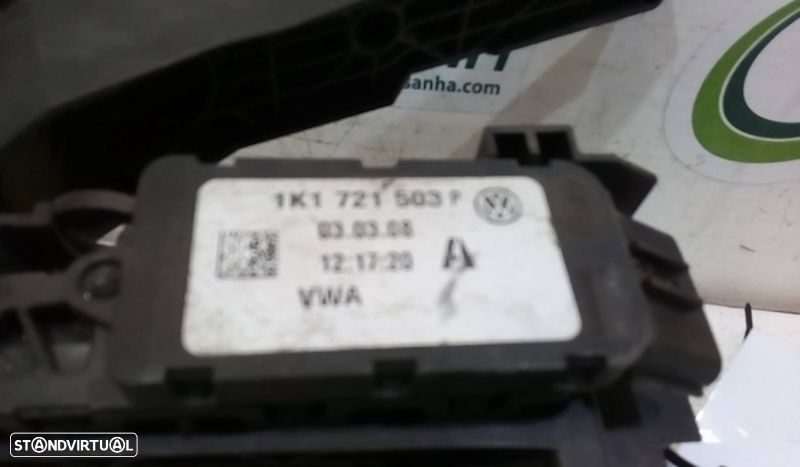 sanha.com
1K1 721 503 P
03.03.08
12:17:20 A
VWA
STANDVIRTUAL